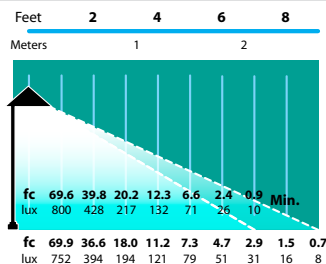 Feet 2 4 6 8
Meters 1 2
fc 69.6 39.8 20.2 12.3 6.6 2.4 0.9 Min.
lux 800 428 217 132 71 26 10
fc 69.9 36.6 18.0 11.2 7.3 4.7 2.9 1.5 0.7
lux 752 394 194 121 79 51 31 16 8